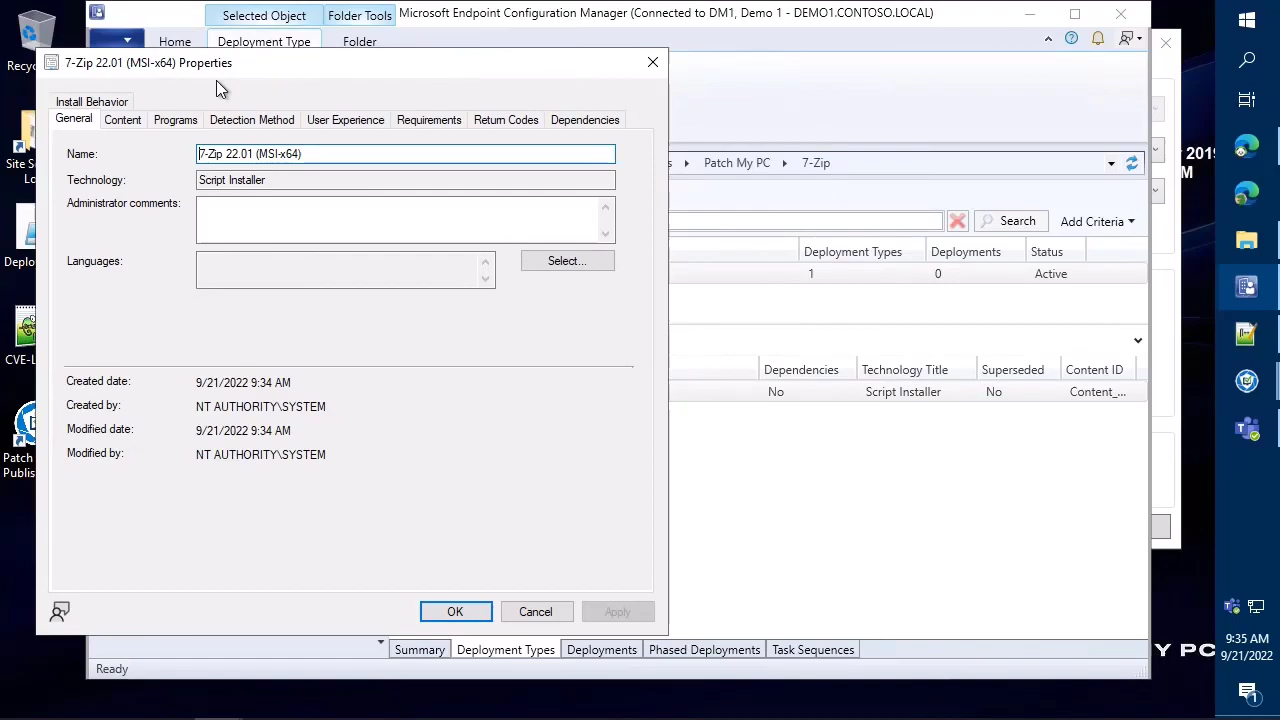 Selected Object
Folder Tools
Microsoft Endpoint Configuration Manager (Connected to DM1, Demo 1 - DEMO1.CONTOSO.LOCAL)
Home
Deployment Type
Folder
7-Zip 22.01 (MSI-x64) Properties
Install Behavior
General
Content
Programs
Detection Method
User Experience
Requirements
Return Codes
Dependencies
Name:
7-Zip 22.01 (MSI-x64)
Technology:
Script Installer
Administrator comments:
Languages:
Select...
Created date:
9/21/2022 9:34 AM
Created by:
NT AUTHORITY\SYSTEM
Modified date:
9/21/2022 9:34 AM
Modified by:
NT AUTHORITY\SYSTEM
OK
Cancel
Apply
Patch My PC
7-Zip
Search
Add Criteria
Deployment Types
Deployments
Status
1
0
Active
Dependencies
Technology Title
Superseded
Content ID
No
Script Installer
No
Content_...
Summary
Deployment Types
Deployments
Phased Deployments
Task Sequences
Ready
Recyc
Site S
Lo
Deplo
CVE-L
Patch
Publis
2019
M
Y PC
9:35 AM
9/21/2022
1